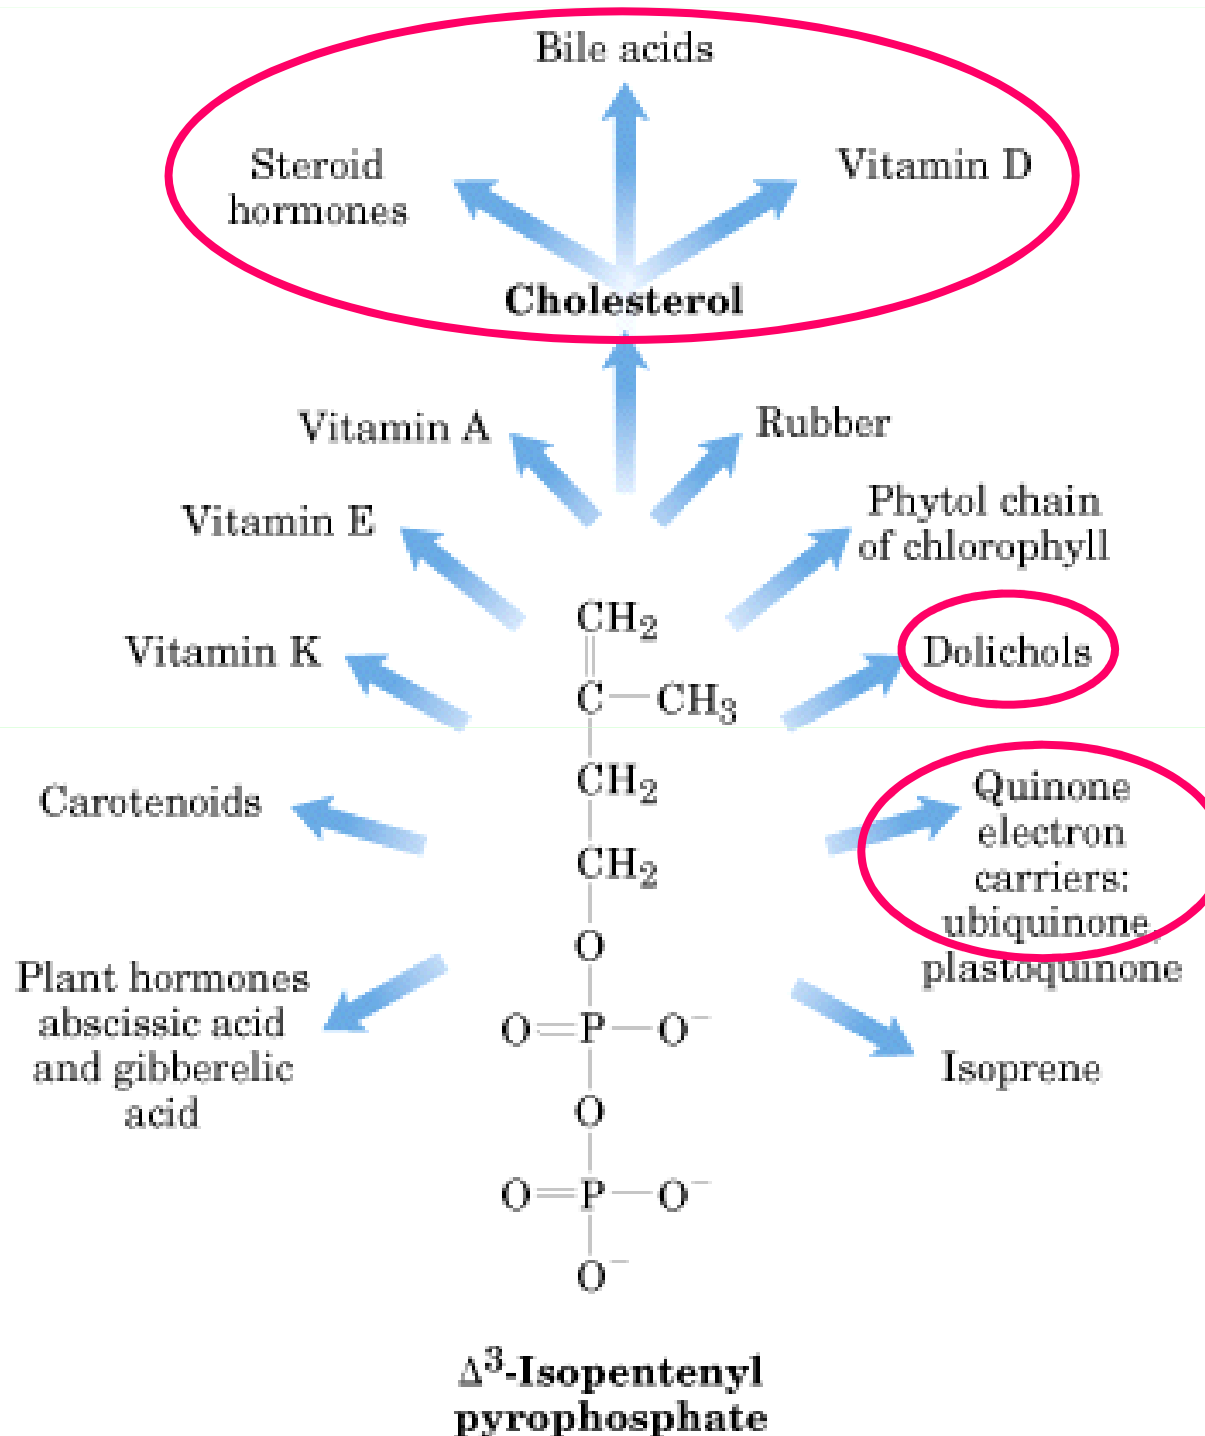 Bile acids
Steroid
hormones
Vitamin D
Cholesterol
Vitamin A
Rubber
Vitamin E
Phytol chain
of chlorophyll
Vitamin K
Dolichols
CH₂
C—CH₃
CH₂
CH₂
O
O=P—O⁻
O
O=P—O⁻
O⁻
Carotenoids
Quinone
electron
carriers:
ubiquinone,
plastoquinone
Plant hormones
abscissic acid
and gibberelic
acid
Isoprene
Δ³-Isopentenyl
pyrophosphate